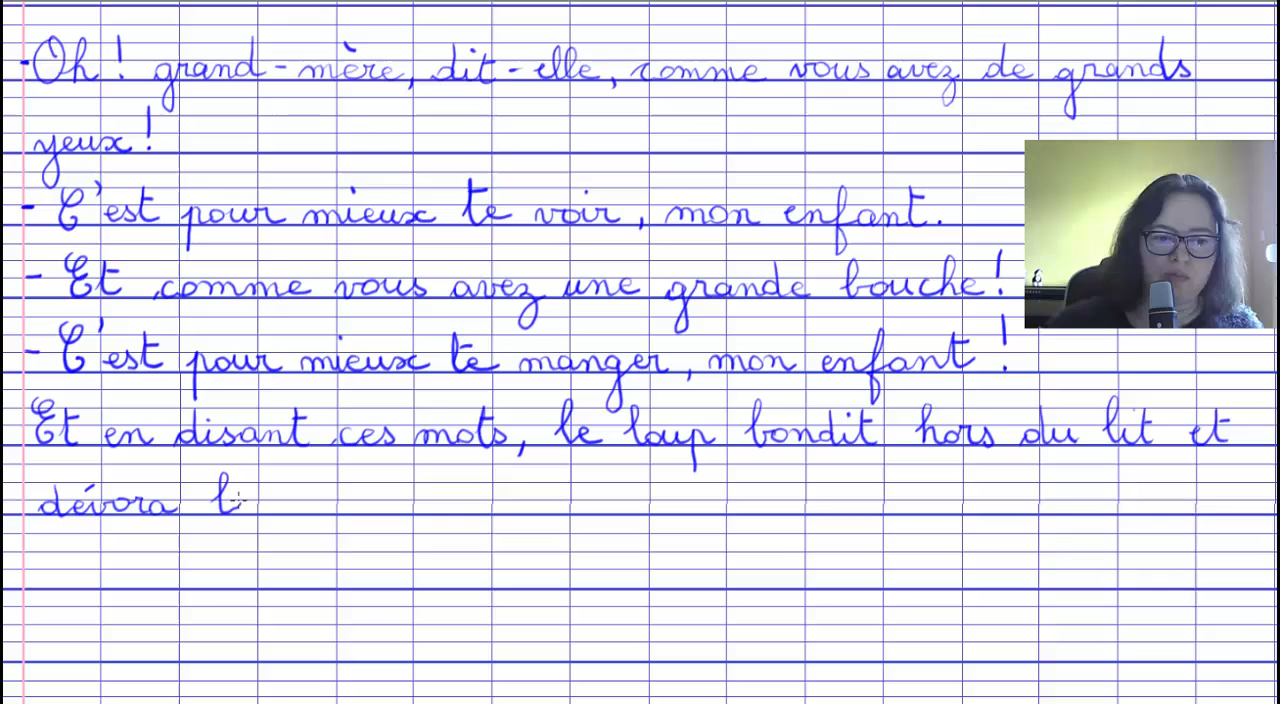 -Oh! grand-mère, dit-elle, comme vous avez de grands
yeux!
- C'est pour mieux te voir, mon enfant.
- Et comme vous avez une grande bouche!
- C'est pour mieux te manger, mon enfant!
Et en disant ces mots, le loup bondit hors du lit et
dévora l